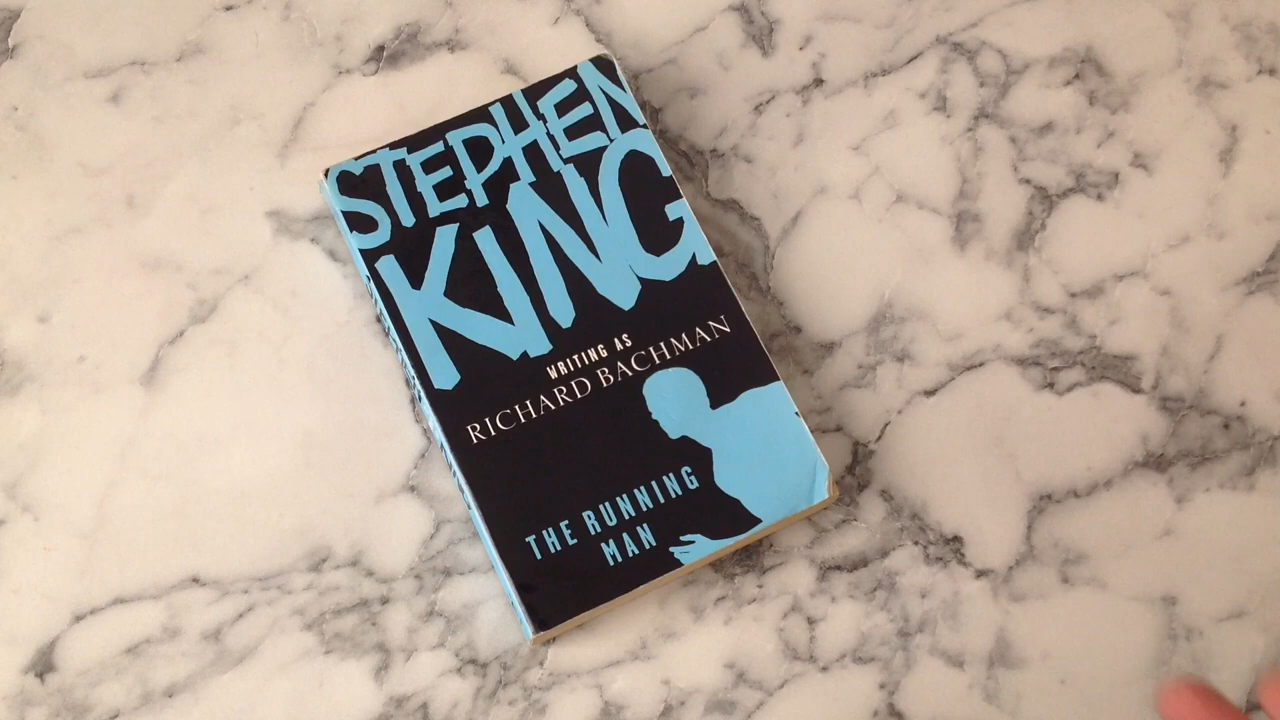 STEPHEN
KING
WRITING AS
RICHARD BACHMAN
THE RUNNING
MAN